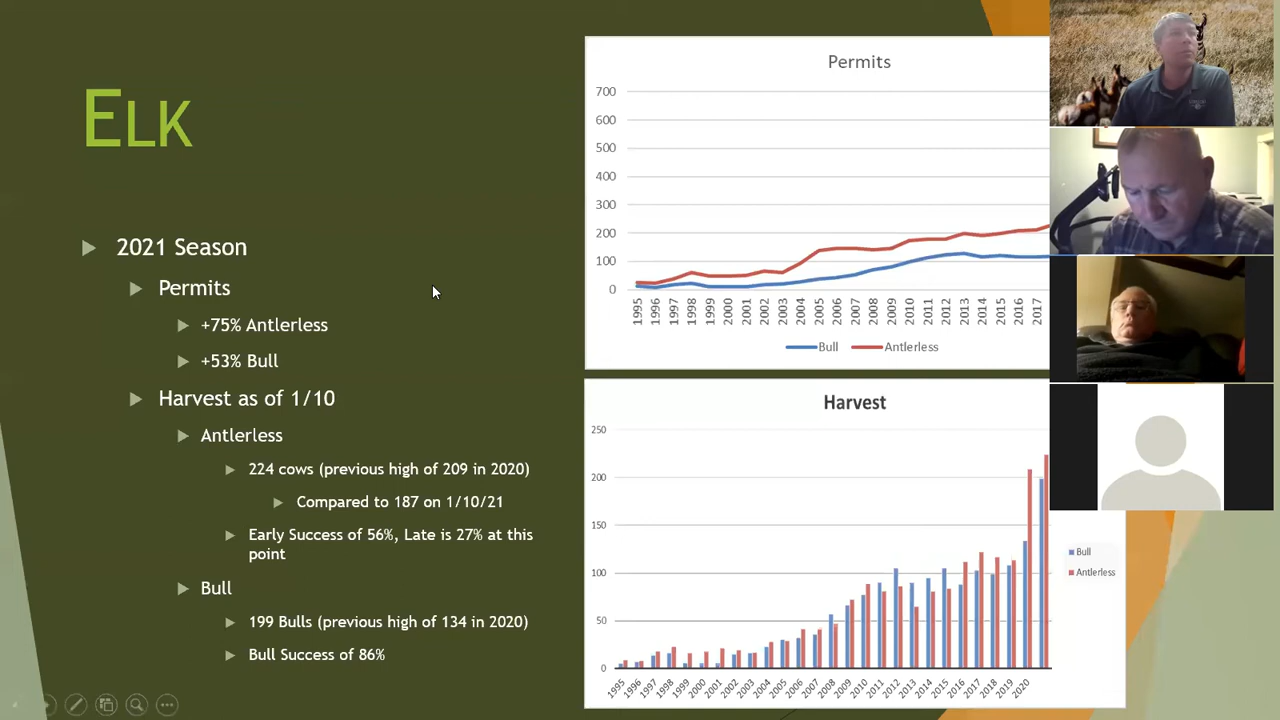 ELK
2021 Season
Permits
+75% Antlerless
+53% Bull
Harvest as of 1/10
Antlerless
224 cows (previous high of 209 in 2020)
Compared to 187 on 1/10/21
Early Success of 56%, Late is 27% at this
point
Bull
199 Bulls (previous high of 134 in 2020)
Bull Success of 86%
Permits
700
600
500
400
300
200
100
0
1995 1996 1997 1998 1999 2000 2001 2002 2003 2004 2005 2006 2007 2008 2009 2010 2011 2012 2013 2014 2015 2016 2017
Bull Antlerless
Harvest
250
200
150
100
50
0
1995 1996 1997 1998 1999 2000 2001 2002 2003 2004 2005 2006 2007 2008 2009 2010 2011 2012 2013 2014 2015 2016 2017 2018 2019 2020
Bull
Antlerless